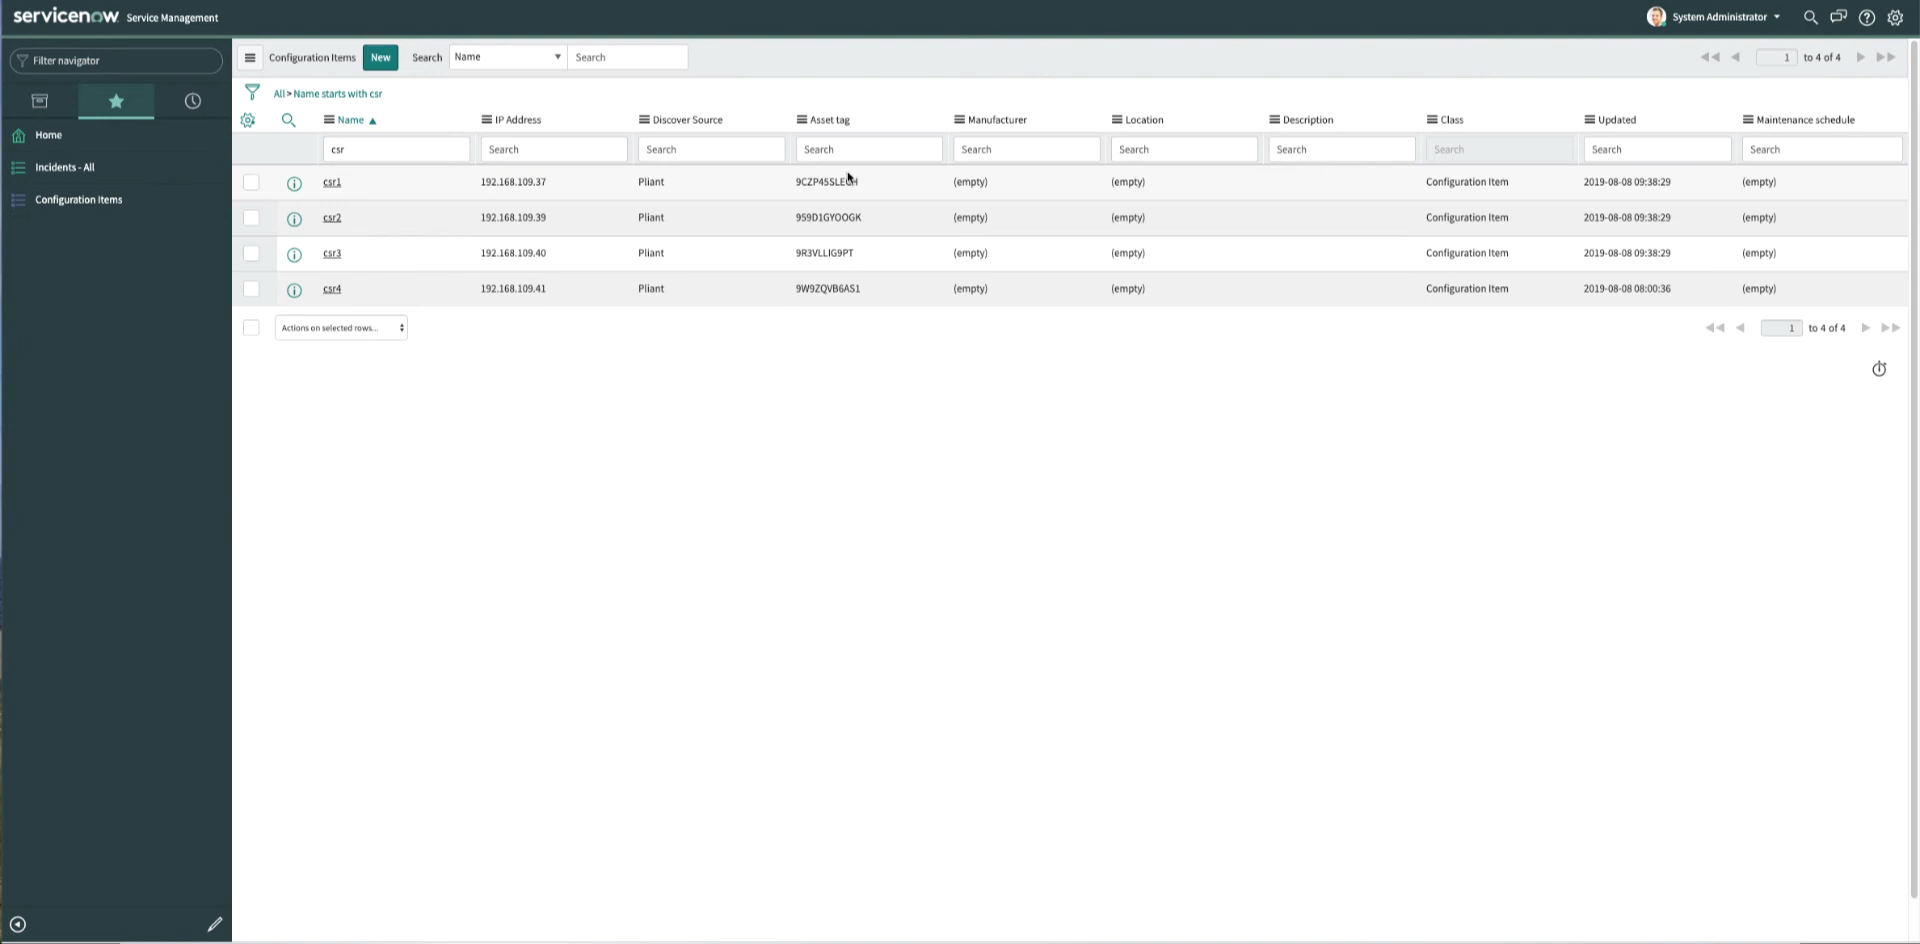 servicenow Service Management
System Administrator
Filter navigator
Home
Incidents - All
Configuration Items
Configuration Items New Search Name Search
1 to 4 of 4
All > Name starts with csr
Name IP Address Discover Source Asset tag Manufacturer Location Description Class Updated Maintenance schedule
csr Search Search Search Search Search Search Search Search Search
csr1 192.168.109.37 Pliant (empty) (empty) Configuration Item 2019-08-08 09:38:29 (empty)
csr2 192.168.109.39 Pliant 959D1GYOOGK (empty) (empty) Configuration Item 2019-08-08 09:38:29 (empty)
csr3 192.168.109.40 Pliant 9R3VLLIG9PT (empty) (empty) Configuration Item 2019-08-08 09:38:29 (empty)
csr4 192.168.109.41 Pliant 9W9ZQVB6AS1 (empty) (empty) Configuration Item 2019-08-08 08:00:36 (empty)
Actions on selected rows...
1 to 4 of 4